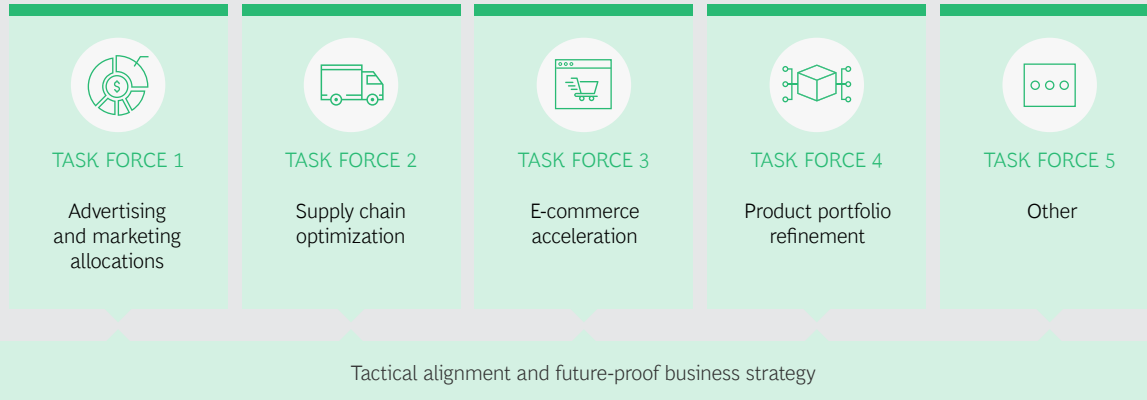 TASK FORCE 1
Advertising
and marketing
allocations
TASK FORCE 2
Supply chain
optimization
TASK FORCE 3
E-commerce
acceleration
TASK FORCE 4
Product portfolio
refinement
TASK FORCE 5
Other
Tactical alignment and future-proof business strategy